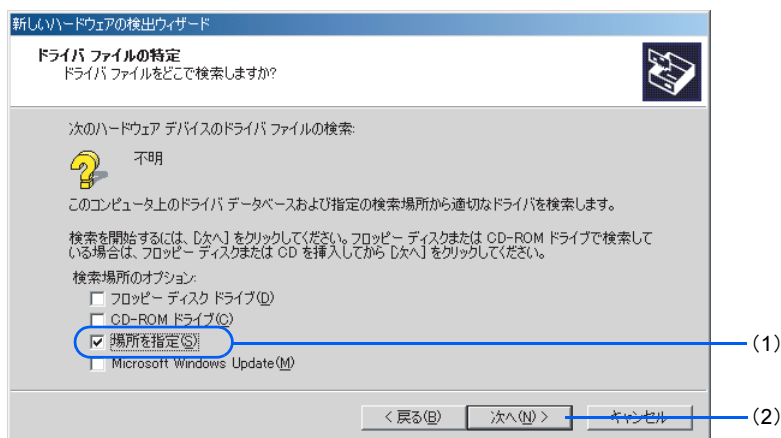 新しいハードウェアの検出ウィザード
ドライバ ファイルの特定
ドライバ ファイルをどこで検索しますか?
次のハードウェア デバイスのドライバ ファイルの検索:
不明
このコンピュータ上のドライバ データベースおよび指定の検索場所から適切なドライバを検索します。
検索を開始するには、[次へ] をクリックしてください。フロッピー ディスクまたは CD-ROM ドライブで検索して
いる場合は、フロッピー ディスクまたは CD を挿入してから [次へ] をクリックしてください。
検索場所のオプション:
フロッピー ディスク ドライブ(D)
CD-ROM ドライブ(C)
場所を指定(S)
(1)
Microsoft Windows Update(M)
< 戻る(B)
次へ(N) >
キャンセル
(2)